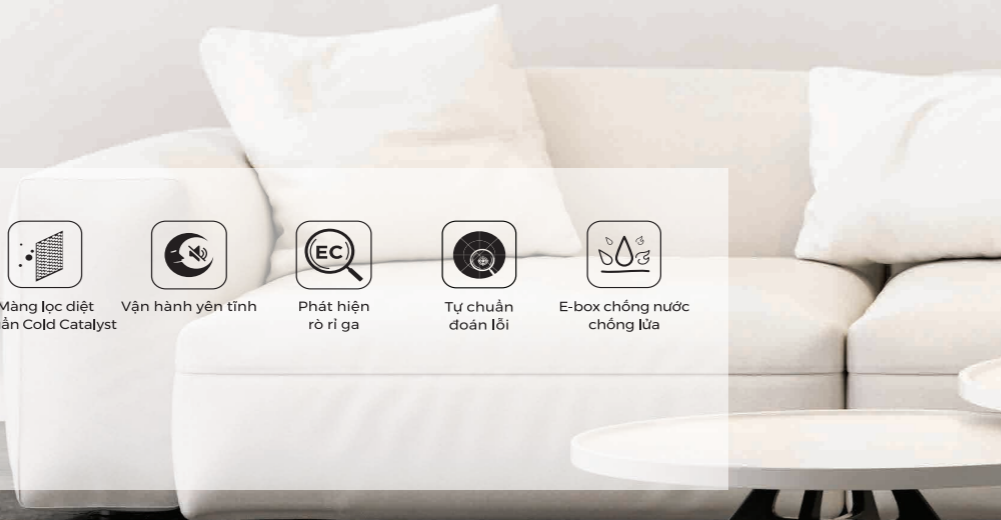 Màng lọc diệt
Cold Catalyst
Vận hành yên tĩnh
EC
Phát hiện
rò rỉ ga
Tự chuẩn
đoán lỗi
E-box chống nước
chống lửa